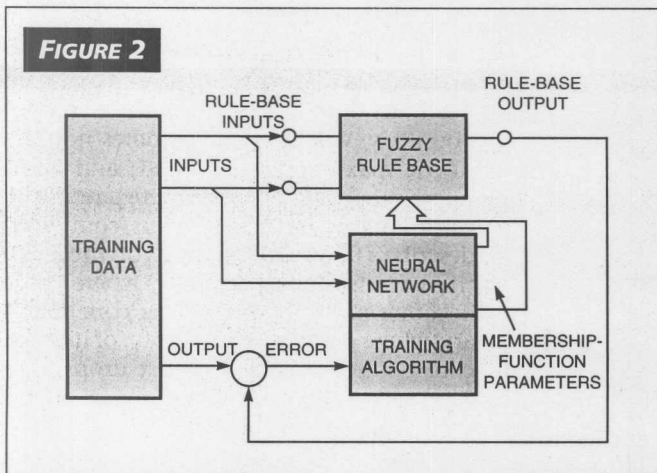 FIGURE 2
RULE-BASE
INPUTS
RULE-BASE
OUTPUT
FUZZY
RULE BASE
INPUTS
TRAINING
DATA
NEURAL
NETWORK
OUTPUT
ERROR
TRAINING
ALGORITHM
MEMBERSHIP-
FUNCTION
PARAMETERS